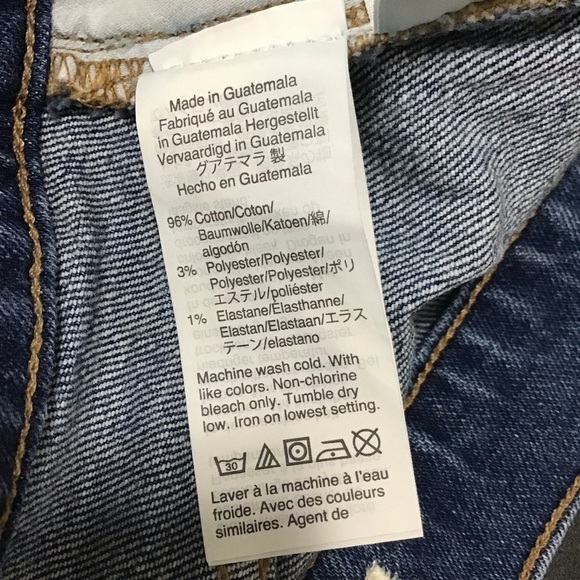 Made in Guatemala
Fabriqué au Guatemala
in Guatemala Hergestellt
Vervaardigd in Guatemala
グアテマラ 製
Hecho en Guatemala
96% Cotton/Coton/
Baumwolle/Katoen/綿/
algodón
3% Polyester/Polyester/
Polyester/Polyester/ポリ
エステル/poliéster
1% Elastane/Élasthanne/
Elastan/Elastaan/エラス
テーン/elastano
Machine wash cold. With
like colors. Non-chlorine
bleach only. Tumble dry
low. Iron on lowest setting.
30
Laver à la machine à l'eau
froide. Avec des couleurs
similaires. Agent de